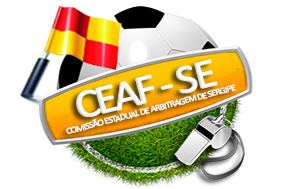 CEAF - SE
COMISSÃO ESTADUAL DE ARBITRAGEM DE SERGIPE